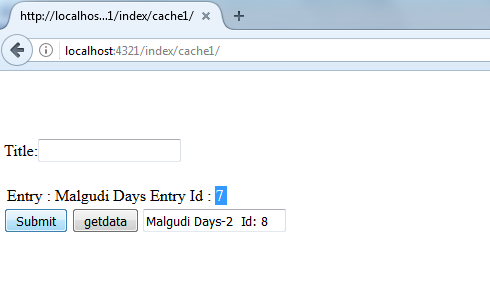 http://localhos...1/index/cache1/
localhost:4321/index/cache1/
Title:
Entry : Malgudi Days Entry Id : 7
Submit getdata Malgudi Days-2 Id: 8